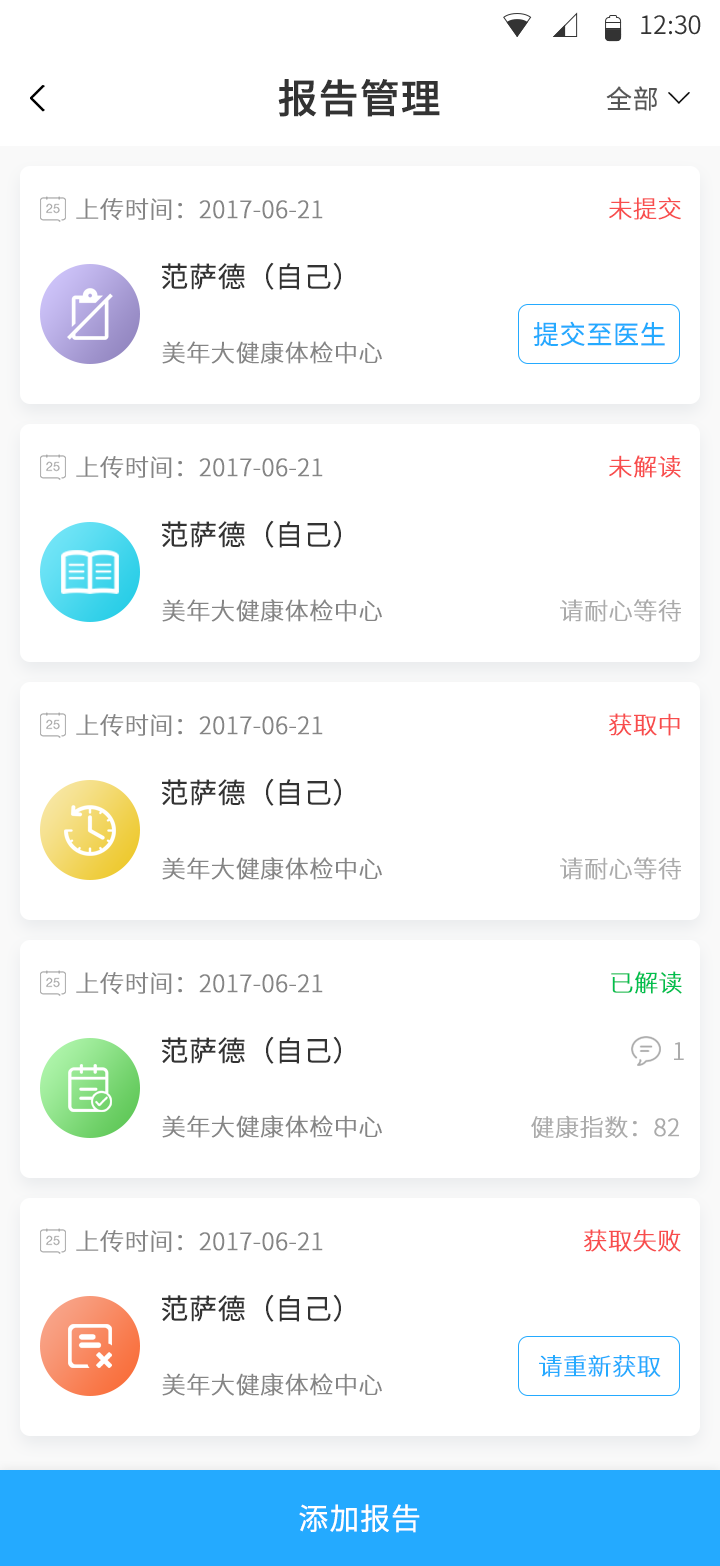 12:30
报告管理
全部
25 上传时间：2017-06-21 未提交
范萨德（自己）
提交至医生
美年大健康体检中心
25 上传时间：2017-06-21 未解读
范萨德（自己）
美年大健康体检中心 请耐心等待
25 上传时间：2017-06-21 获取中
范萨德（自己）
美年大健康体检中心 请耐心等待
25 上传时间：2017-06-21 已解读
范萨德（自己） 1
美年大健康体检中心 健康指数：82
25 上传时间：2017-06-21 获取失败
范萨德（自己）
请重新获取
美年大健康体检中心
添加报告